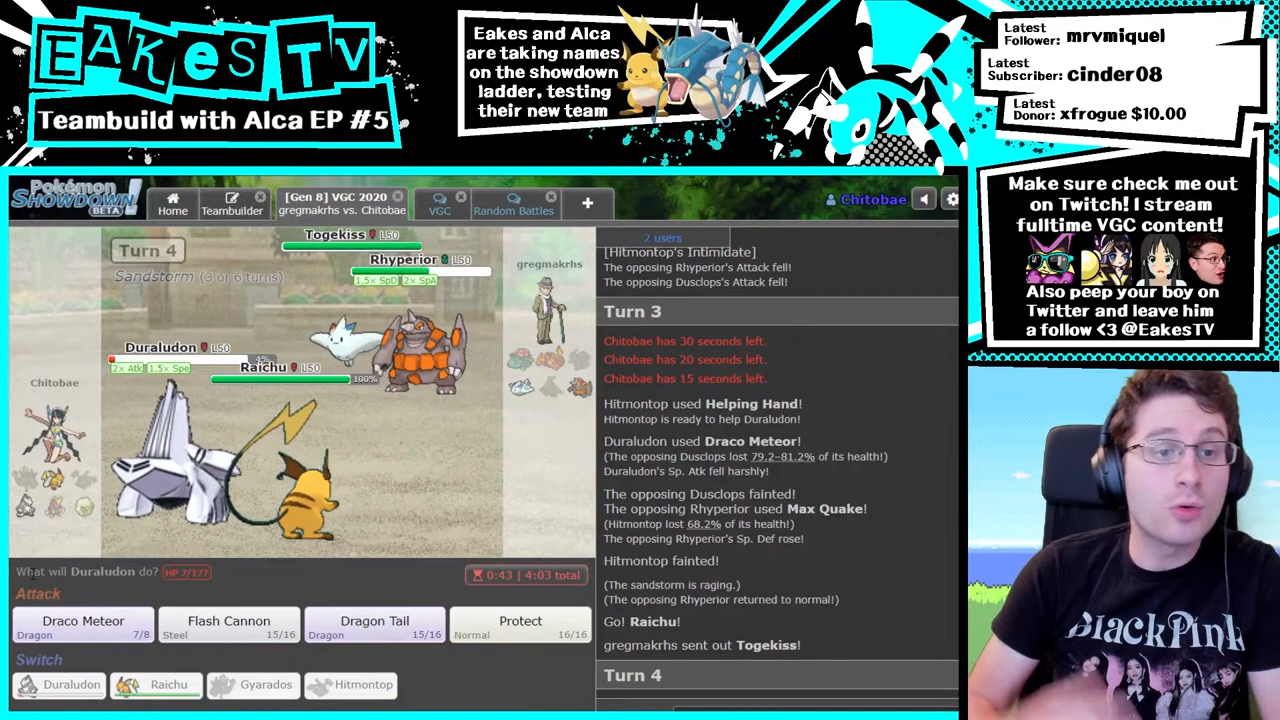 EAKES TV
Teambuild with Alca EP #5
Eakes and Alca
are taking names
on the showdown
ladder, testing
their new team
Latest
Follower: mrvmiquel
Latest
Subscriber: cinder08
Latest
Donor: xfrogue $10.00
Make sure check me out
on Twitch! I stream
fulltime VGC content!
Also peep your boy on
Twitter and leave him
a follow <3 @EakesTV
Pokémon
SHOWDOWN!
BETA
Home
Teambuilder
[Gen 8] VGC 2020
gregmakrhs vs. Chitobae
VGC
Random Battles
Chitobae
Turn 4
Sandstorm (3 or 6 turns)
Togekiss L50
Rhyperior L50
1.5× SpD 2× SpA
Duraludon L50
4%
2× Atk 1.5× Spe
Raichu L50
100%
Chitobae
gregmakrhs
2 users
[Hitmontop's Intimidate]
The opposing Rhyperior's Attack fell!
The opposing Dusclops's Attack fell!
Turn 3
Chitobae has 30 seconds left.
Chitobae has 20 seconds left.
Chitobae has 15 seconds left.
Hitmontop used Helping Hand!
Hitmontop is ready to help Duraludon!
Duraludon used Draco Meteor!
(The opposing Dusclops lost 79.2–81.2% of its health!)
Duraludon's Sp. Atk fell harshly!
The opposing Dusclops fainted!
The opposing Rhyperior used Max Quake!
(Hitmontop lost 68.2% of its health!)
The opposing Rhyperior's Sp. Def rose!
Hitmontop fainted!
(The sandstorm is raging.)
(The opposing Rhyperior returned to normal!)
Go! Raichu!
gregmakrhs sent out Togekiss!
Turn 4
What will Duraludon do? HP 7/177
0:43 | 4:03 total
Attack
Draco Meteor
Dragon 7/8
Flash Cannon
Steel 15/16
Dragon Tail
Dragon 15/16
Protect
Normal 16/16
Switch
Duraludon
Raichu
Gyarados
Hitmontop
BLACKPINK